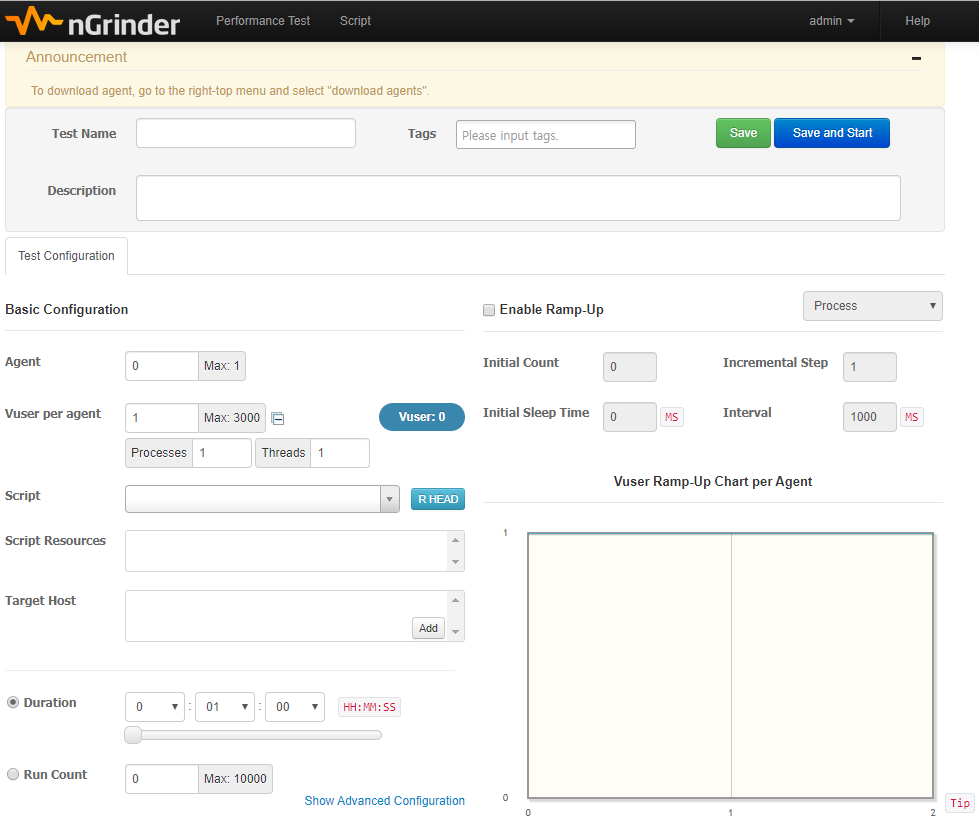 nGrinder Performance Test Script admin Help
Announcement
To download agent, go to the right-top menu and select "download agents".
Test Name Tags Please input tags. Save Save and Start
Description
Test Configuration
Basic Configuration
Agent 0 Max: 1
Vuser per agent 1 Max: 3000 Vuser: 0
Processes 1 Threads 1
Script R HEAD
Script Resources
Target Host
Add
Duration 0 : 01 : 00 HH:MM:SS
Run Count 0 Max: 10000
Show Advanced Configuration
Enable Ramp-Up Process
Initial Count 0 Incremental Step 1
Initial Sleep Time 0 MS Interval 1000 MS
Vuser Ramp-Up Chart per Agent
1
0
0 1 2
Tip